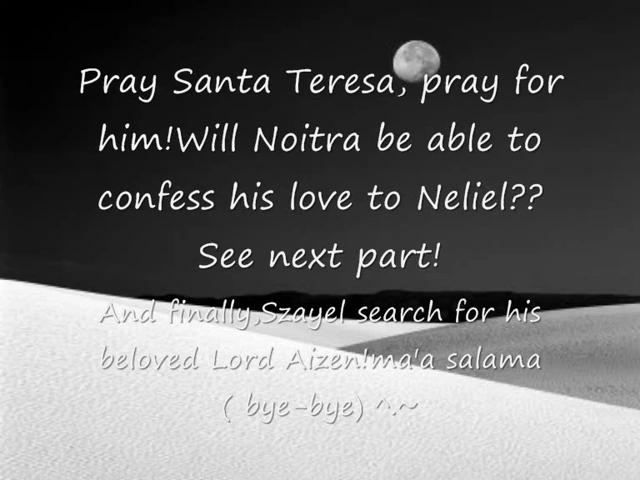 Pray Santa Teresa, pray for
him!Will Noitra be able to
confess his love to Neliel??
See next part!
And finally,Szayel search for his
beloved Lord Aizen!ma'a salama
( bye-bye) ^.~